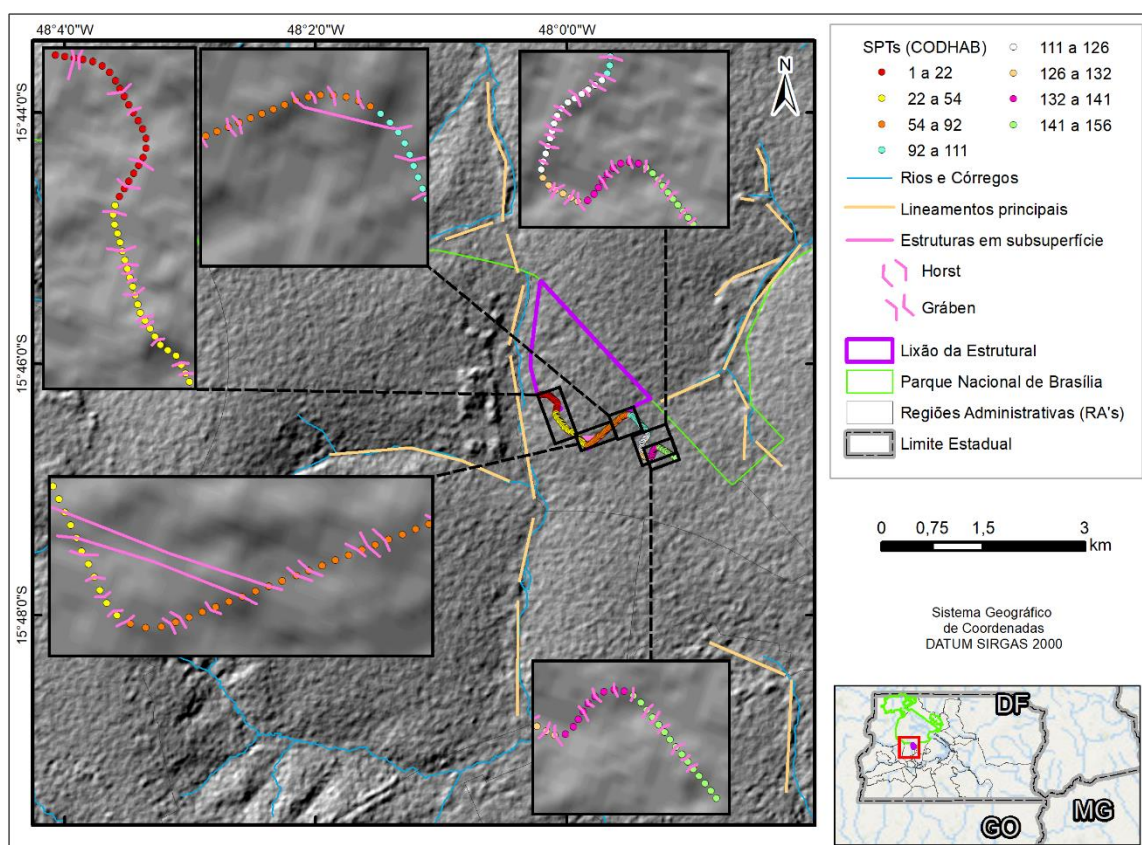 48°4'0"W
48°2'0"W
48°0'0"W
15°44'0"S
15°46'0"S
15°48'0"S
N
SPTs (CODHAB)
1 a 22
22 a 54
54 a 92
92 a 111
111 a 126
126 a 132
132 a 141
141 a 156
Rios e Córregos
Lineamentos principais
Estruturas em subsuperfície
Horst
Gráben
Lixão da Estrutural
Parque Nacional de Brasília
Regiões Administrativas (RA's)
Limite Estadual
0 0,75 1,5 3
km
Sistema Geográfico
de Coordenadas
DATUM SIRGAS 2000
DF
MG
GO